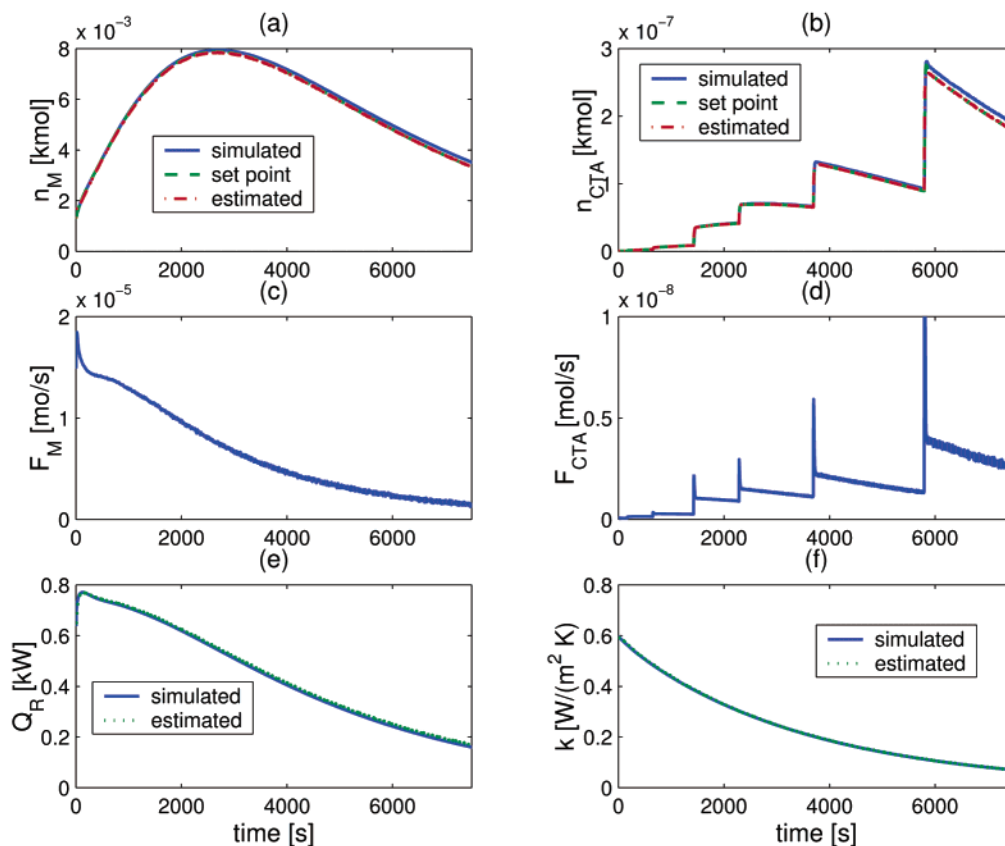 (a)
x 10⁻³
8
6
4
2
0
n_M [kmol]
simulated
set point
estimated
0 2000 4000 6000
(b)
x 10⁻⁷
3
2
1
0
n_CTA [kmol]
simulated
set point
estimated
0 2000 4000 6000
(c)
x 10⁻⁵
2
1
0
F_M [mo/s]
0 2000 4000 6000
(d)
x 10⁻⁸
1
0.5
0
F_CTA [mol/s]
0 2000 4000 6000
(e)
0.8
0.6
0.4
0.2
0
Q_R [kW]
simulated
estimated
0 2000 4000 6000
time [s]
(f)
0.8
0.6
0.4
0.2
0
k [W/(m² K)
simulated
estimated
0 2000 4000 6000
time [s]